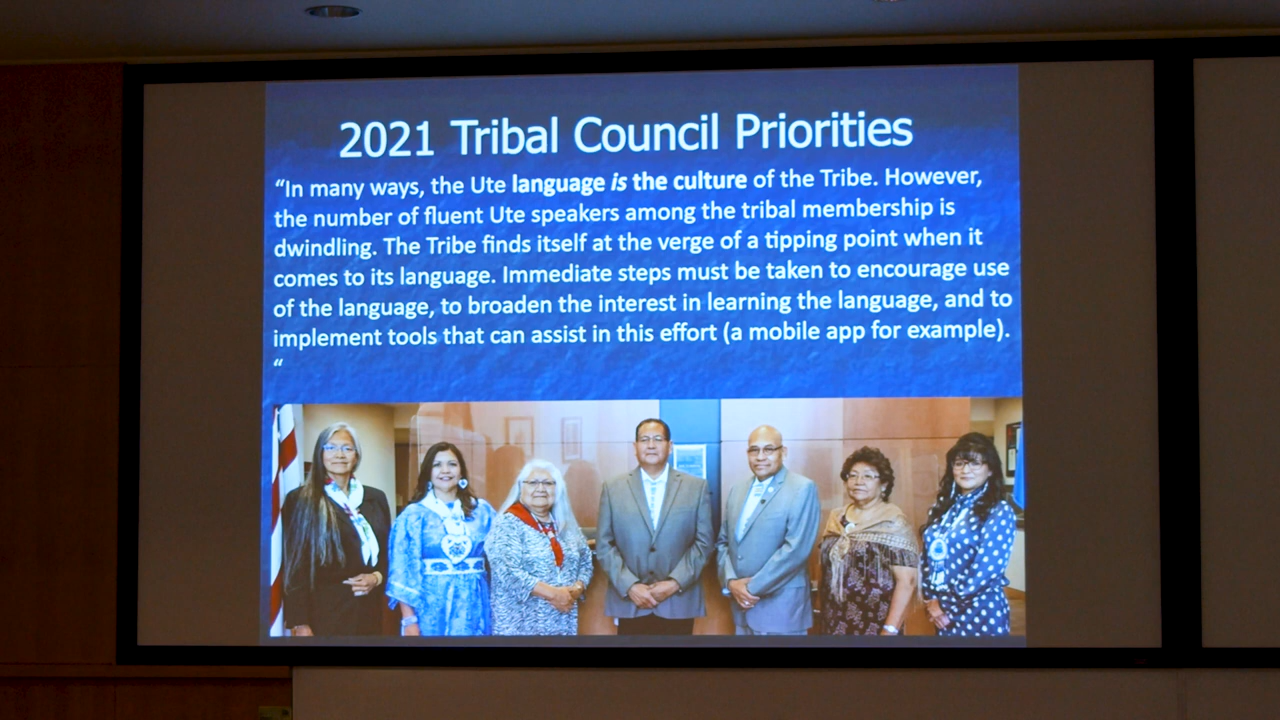 2021 Tribal Council Priorities
“In many ways, the Ute language is the culture of the Tribe. However,
the number of fluent Ute speakers among the tribal membership is
dwindling. The Tribe finds itself at the verge of a tipping point when it
comes to its language. Immediate steps must be taken to encourage use
of the language, to broaden the interest in learning the language, and to
implement tools that can assist in this effort (a mobile app for example).
“